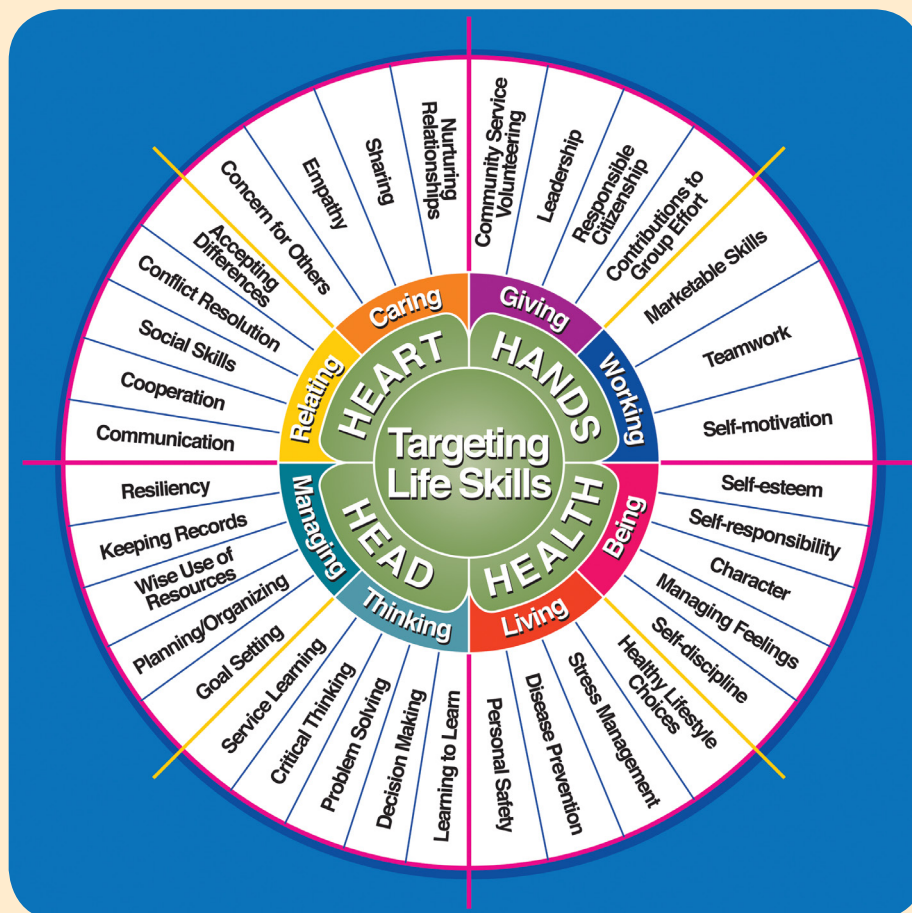 Targeting
Life Skills
HEART
HANDS
HEALTH
HEAD
Caring
Giving
Working
Being
Living
Thinking
Managing
Relating
Nurturing
Relationships
Sharing
Empathy
Concern for Others
Community Service
Volunteering
Leadership
Responsible
Citizenship
Contributions to
Group Effort
Marketable Skills
Teamwork
Self-motivation
Self-esteem
Self-responsibility
Character
Managing Feelings
Self-discipline
Healthy Lifestyle
Choices
Stress Management
Disease Prevention
Personal Safety
Learning to Learn
Decision Making
Problem Solving
Critical Thinking
Service Learning
Goal Setting
Planning/Organizing
Wise Use of
Resources
Keeping Records
Resiliency
Communication
Cooperation
Social Skills
Conflict Resolution
Accepting
Differences